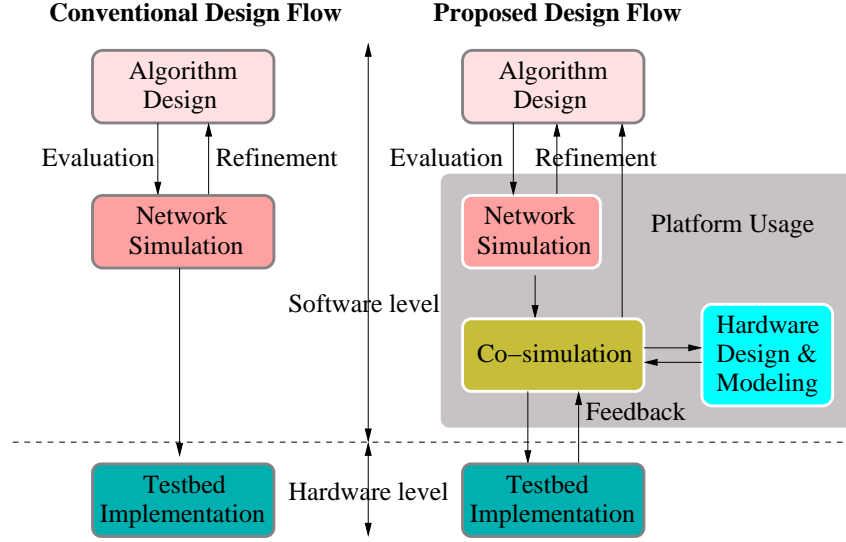 Conventional Design Flow
Proposed Design Flow
Algorithm
Design
Evaluation
Refinement
Network
Simulation
Testbed
Implementation
Software level
Hardware level
Algorithm
Design
Evaluation
Refinement
Network
Simulation
Platform Usage
Co−simulation
Hardware
Design &
Modeling
Feedback
Testbed
Implementation